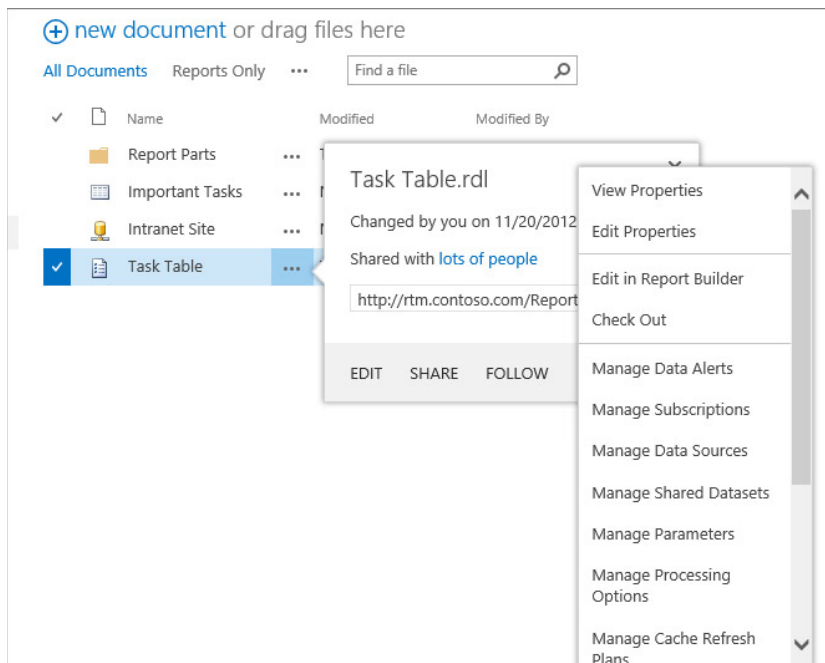 new document or drag files here
All Documents Reports Only ...
Find a file
Name Modified Modified By
Report Parts ...
Important Tasks ...
Intranet Site ...
Task Table ...
Task Table.rdl
Changed by you on 11/20/2012
Shared with lots of people
http://rtm.contoso.com/Report
EDIT SHARE FOLLOW
View Properties
Edit Properties
Edit in Report Builder
Check Out
Manage Data Alerts
Manage Subscriptions
Manage Data Sources
Manage Shared Datasets
Manage Parameters
Manage Processing
Options
Manage Cache Refresh
Plans